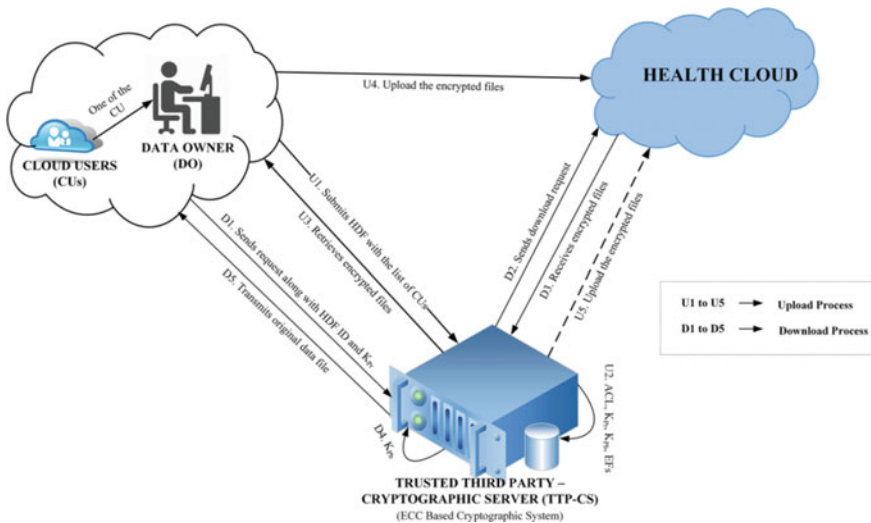 One of the
CU
CLOUD USERS
(CUs)
DATA OWNER
(DO)
U4. Upload the encrypted files
HEALTH CLOUD
U1. Submits HDF with the list of CUs
U3. Retrieves encrypted files
D1. Sends request along with HDF ID and KPr
D5. Transmits original data file
D2. Sends download request
D3. Receives encrypted files
U5. Upload the encrypted files
U1 to U5 Upload Process
D1 to D5 Download Process
U2. ACL, KPr, KPb, EFs
D4. KPb
TRUSTED THIRD PARTY –
CRYPTOGRAPHIC SERVER (TTP-CS)
(ECC Based Cryptographic System)